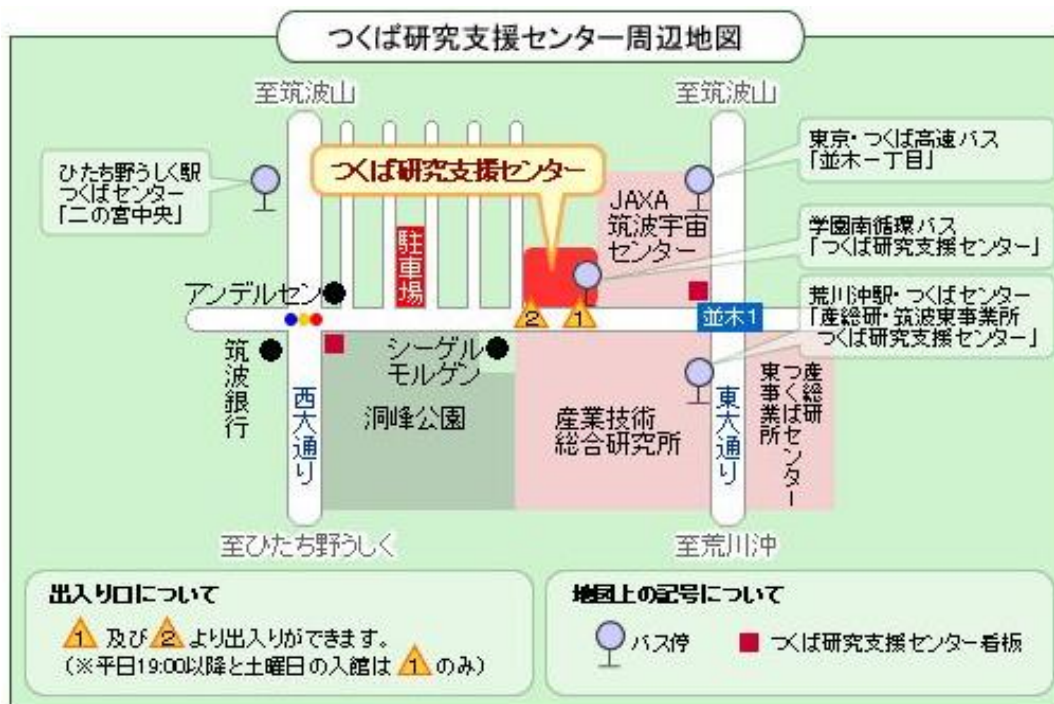 つくば研究支援センター周辺地図
至筑波山
至筑波山
ひたち野うしく駅
つくばセンター
「二の宮中央」
つくば研究支援センター
東京・つくば高速バス
「並木一丁目」
JAXA
筑波宇宙
センター
学園南循環バス
「つくば研究支援センター」
駐車場
アンデルセン
2
1
並木1
荒川沖駅・つくばセンター
「産総研・筑波東事業所
つくば研究支援センター」
筑波銀行
西大通り
シーゲル
モルゲン
洞峰公園
産業技術
総合研究所
東大通り
産総研
つくばセンター
東事業所
至ひたち野うしく
至荒川沖
出入り口について
1 及び 2 より出入りができます。
(※平日19:00以降と土曜日の入館は 1 のみ)
地図上の記号について
バス停
つくば研究支援センター看板